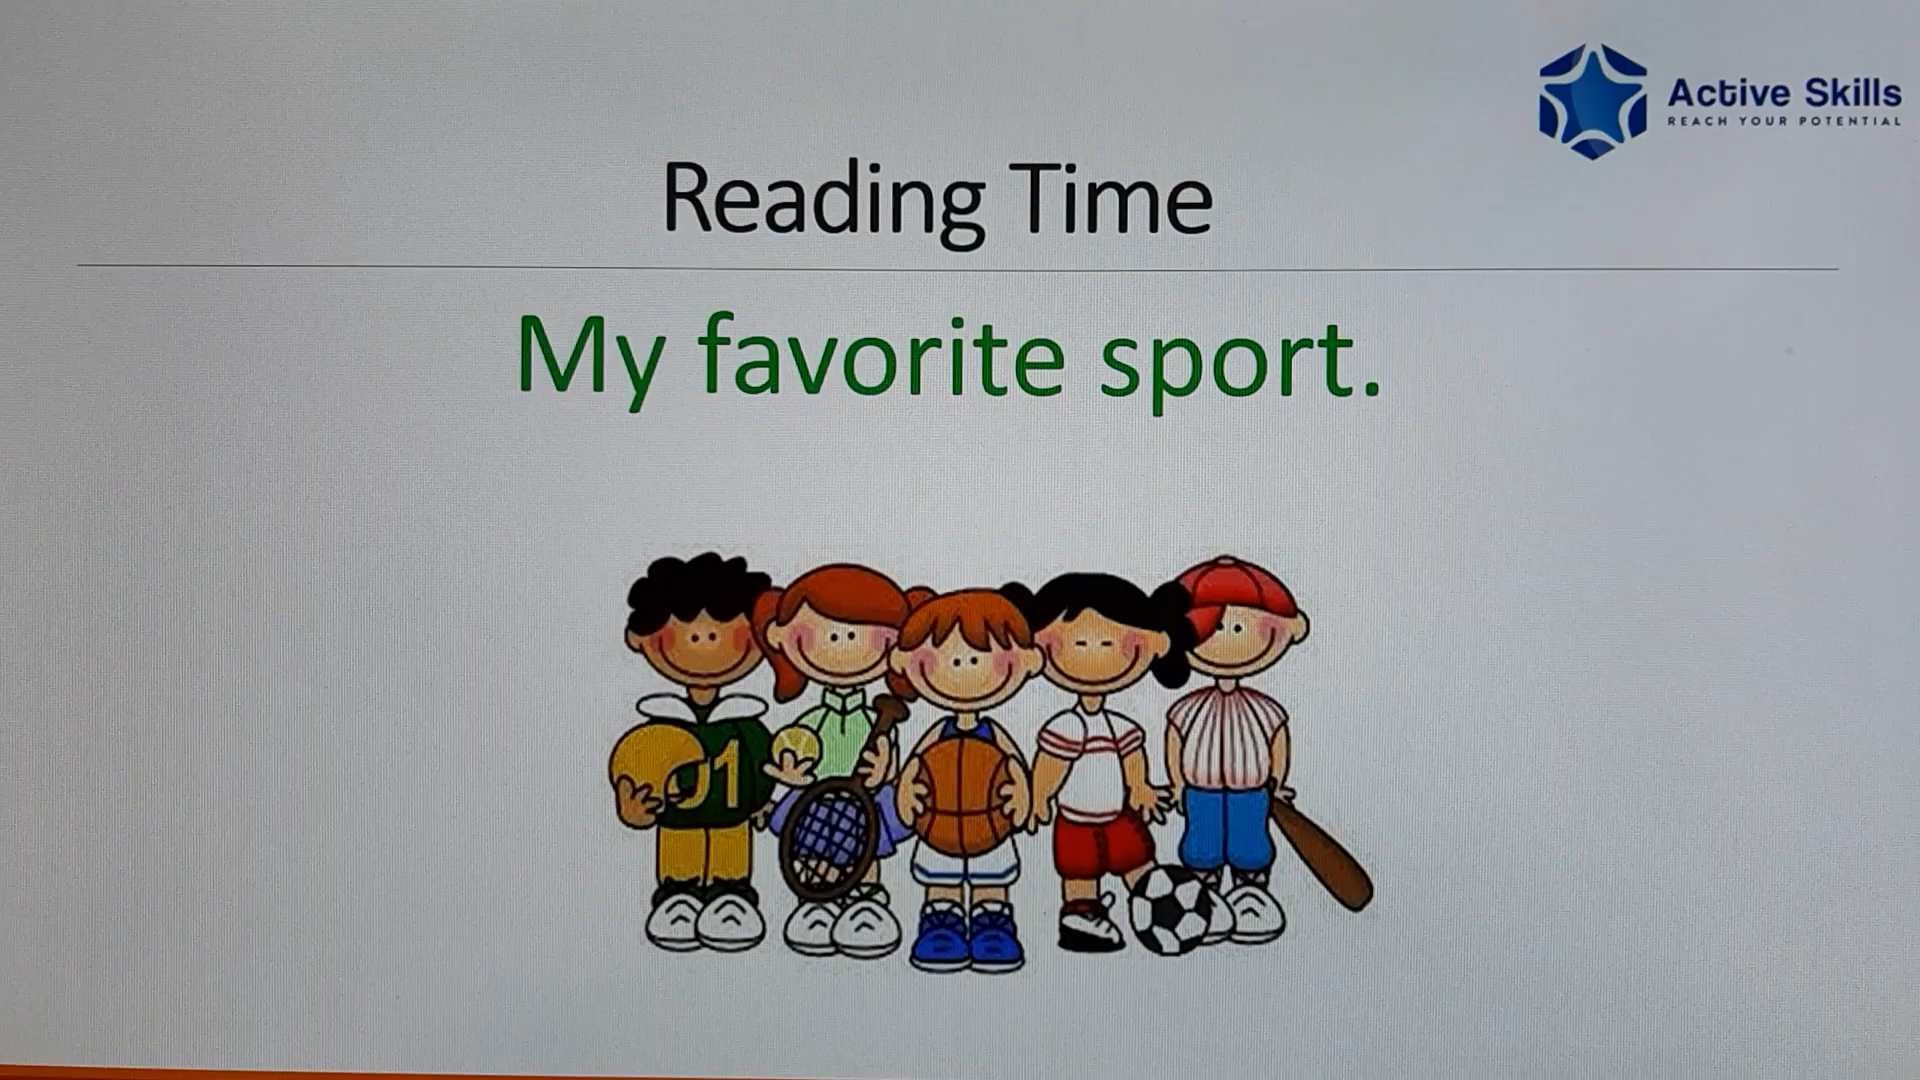 Active Skills
REACH YOUR POTENTIAL
Reading Time
My favorite sport.
01